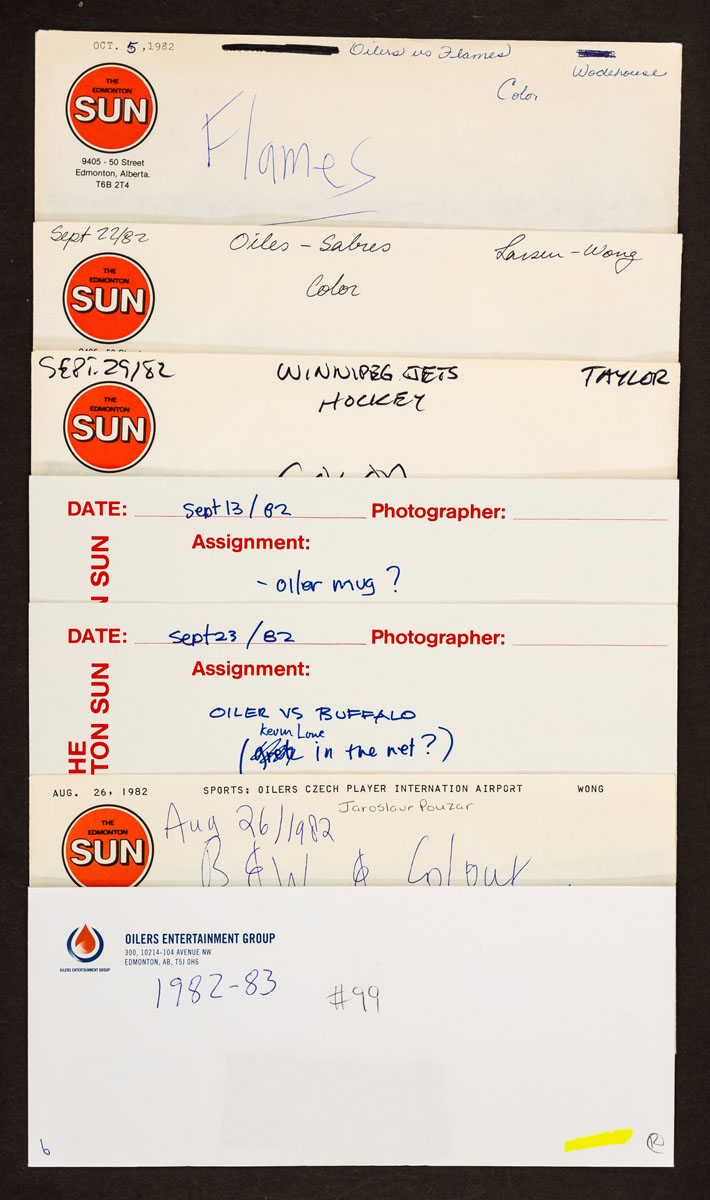 OCT. 5, 1982
Oilers vs Flames
Wodehouse
Color
THE
EDMONTON
SUN
Flames
9405 - 50 Street
Edmonton, Alberta.
T6B 2T4
Sept 22/82
Oiles - Sabres
Larsen - Wong
Color
THE
EDMONTON
SUN
SEPT. 29/82
WINNIPEG JETS
TAYLOR
HOCKEY
THE
EDMONTON
SUN
DATE: Sept 13/82 Photographer:
Assignment:
- oiler mug?
N SUN
DATE: Sept 23/82 Photographer:
Assignment:
OILER VS BUFFALO
Kevin Lowe
( in the net?)
HE
TON SUN
AUG. 26, 1982 SPORTS: OILERS CZECH PLAYER INTERNATION AIRPORT WONG
Jaroslour Pouzar
THE
EDMONTON
SUN
Aug 26/1982
B & W & Colour
OILERS ENTERTAINMENT GROUP
300, 10214-104 AVENUE NW
EDMONTON, AB, T5J 0H6
OILERS ENTERTAINMENT GROUP
1982-83
#99
b
R